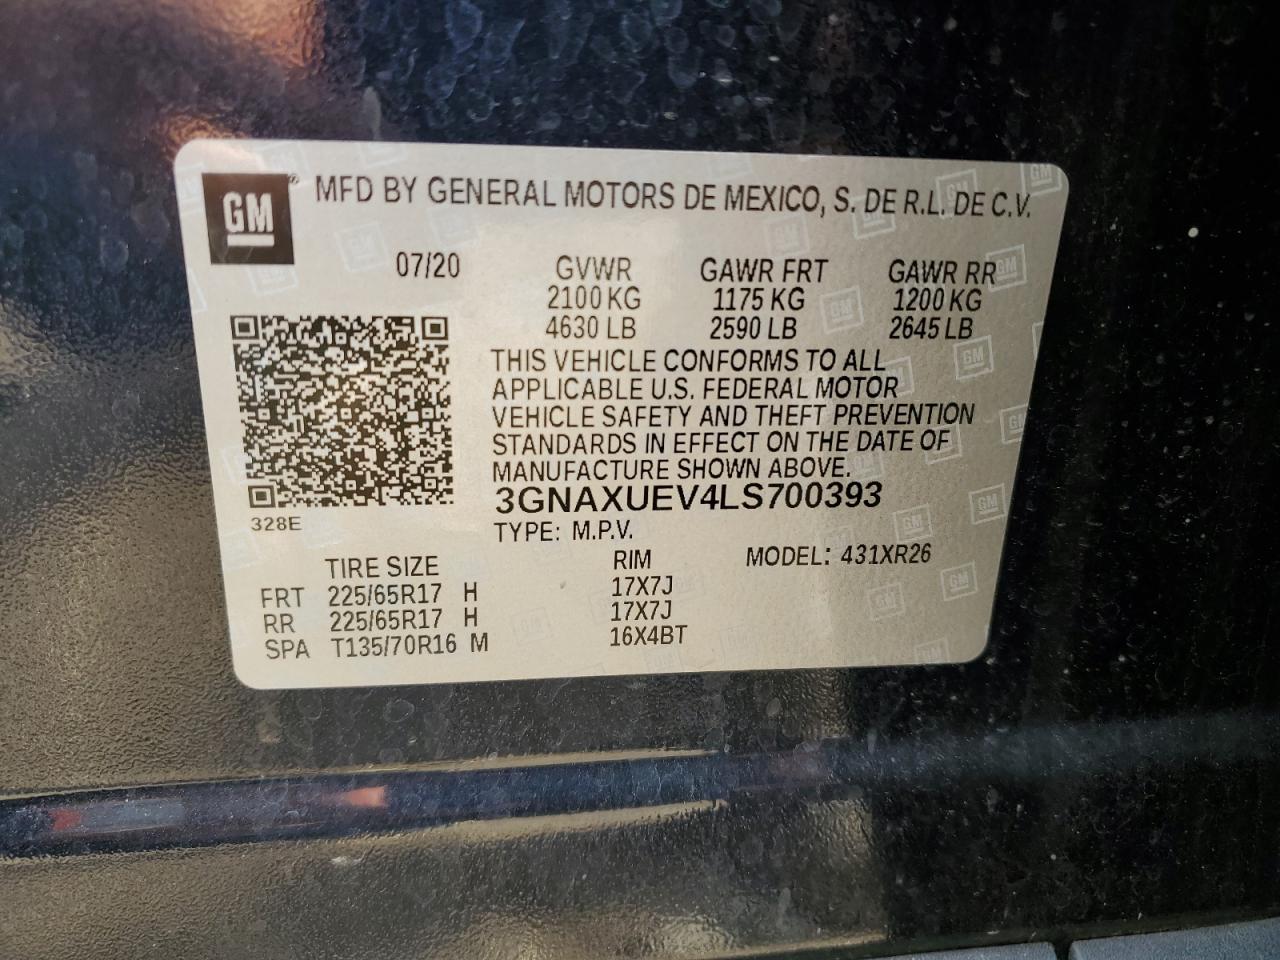 GM® MFD BY GENERAL MOTORS DE MEXICO, S. DE R.L. DE C.V.
07/20 GVWR GAWR FRT GAWR RR
2100 KG 1175 KG 1200 KG
4630 LB 2590 LB 2645 LB
THIS VEHICLE CONFORMS TO ALL
APPLICABLE U.S. FEDERAL MOTOR
VEHICLE SAFETY AND THEFT PREVENTION
STANDARDS IN EFFECT ON THE DATE OF
MANUFACTURE SHOWN ABOVE.
3GNAXUEV4LS700393
328E
TYPE: M.P.V.
TIRE SIZE RIM MODEL: 431XR26
FRT 225/65R17 H 17X7J
RR 225/65R17 H 17X7J
SPA T135/70R16 M 16X4BT